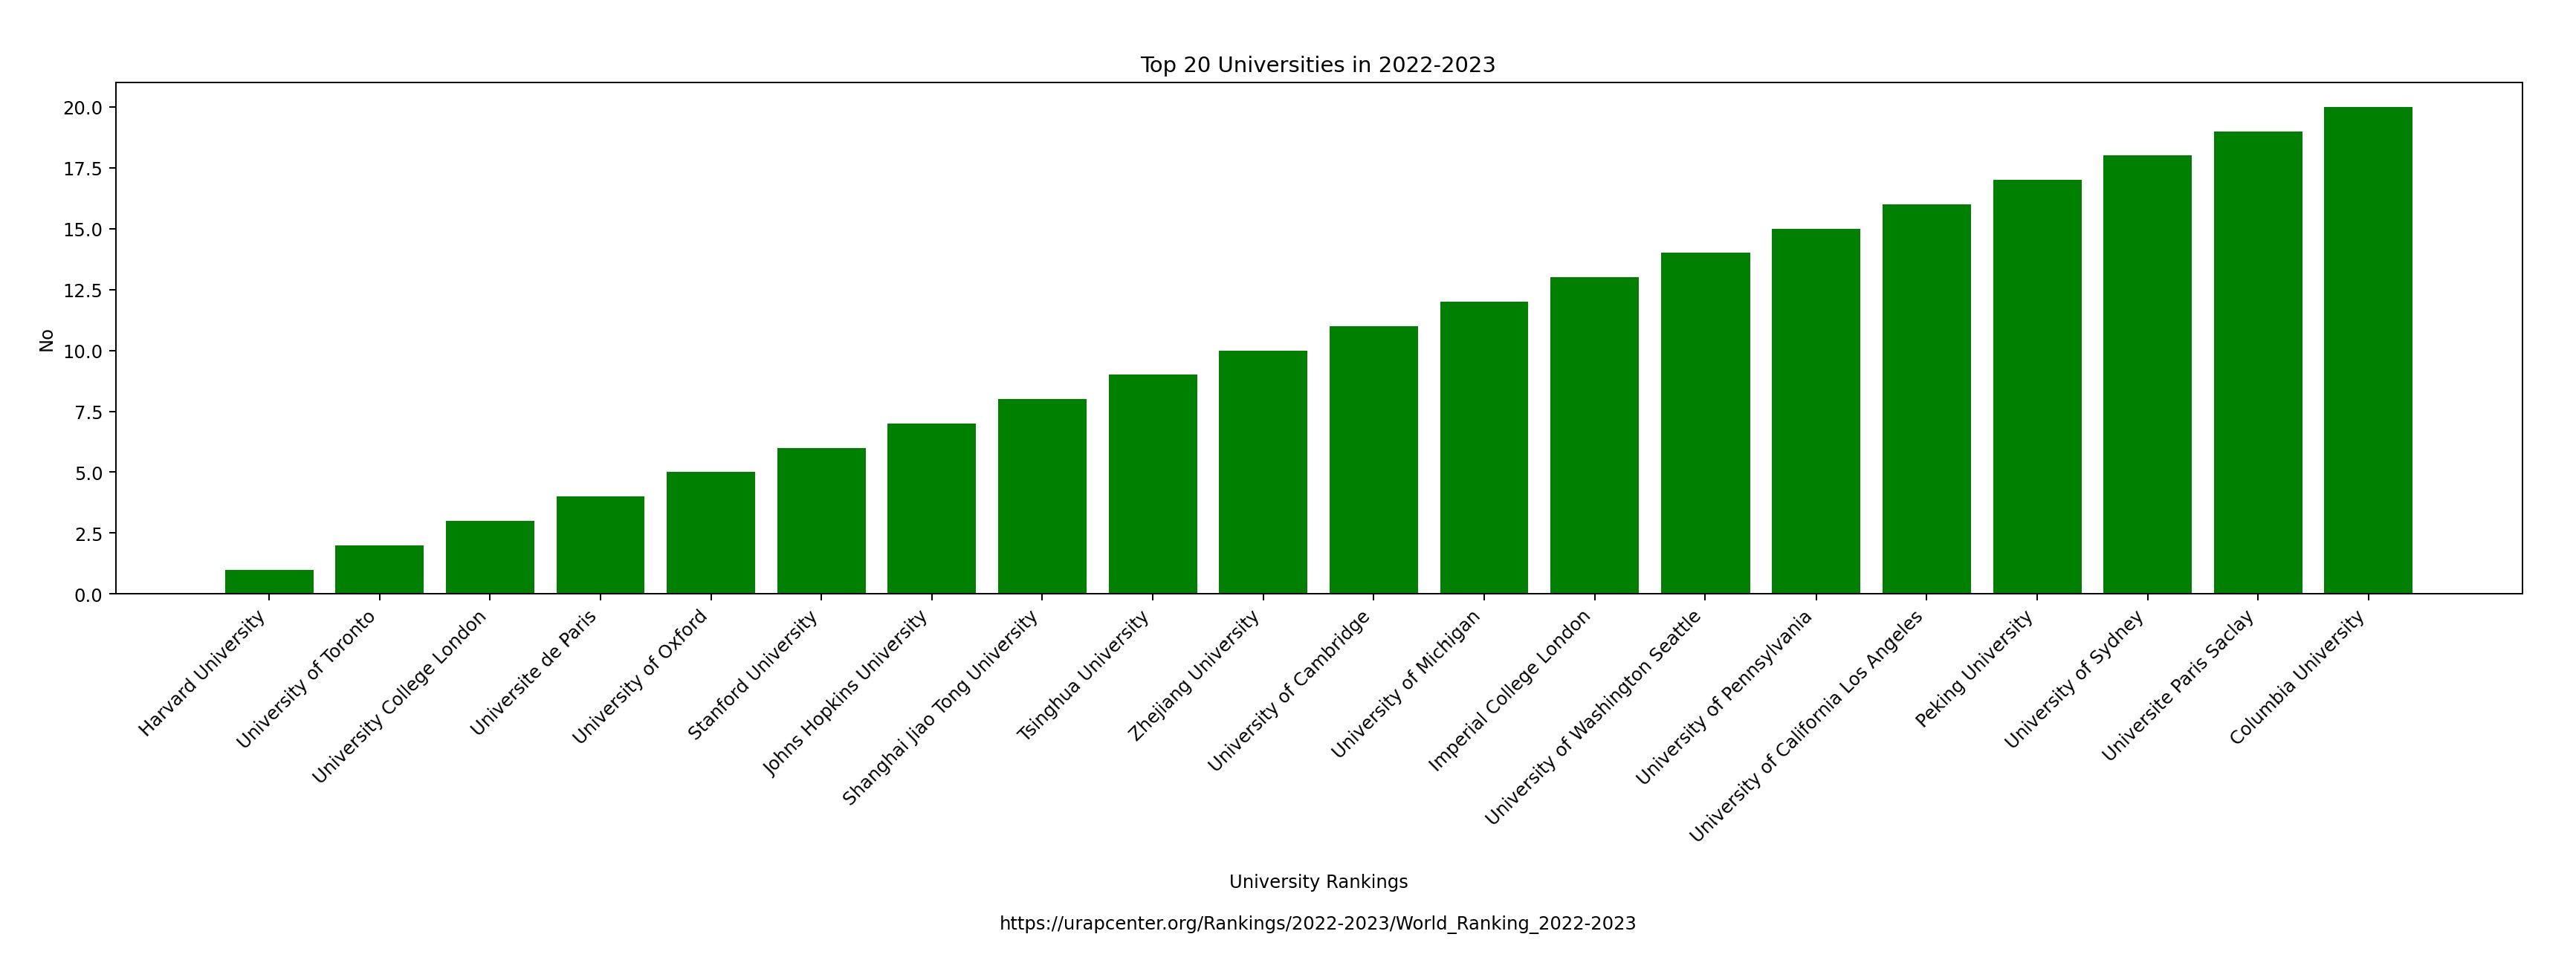 Top 20 Universities in 2022-2023
No
20.0
17.5
15.0
12.5
10.0
7.5
5.0
2.5
0.0
Harvard University
University of Toronto
University College London
Universite de Paris
University of Oxford
Stanford University
Johns Hopkins University
Shanghai Jiao Tong University
Tsinghua University
Zhejiang University
University of Cambridge
University of Michigan
Imperial College London
University of Washington Seattle
University of Pennsylvania
University of California Los Angeles
Peking University
University of Sydney
Universite Paris Saclay
Columbia University
University Rankings
https://urapcenter.org/Rankings/2022-2023/World_Ranking_2022-2023